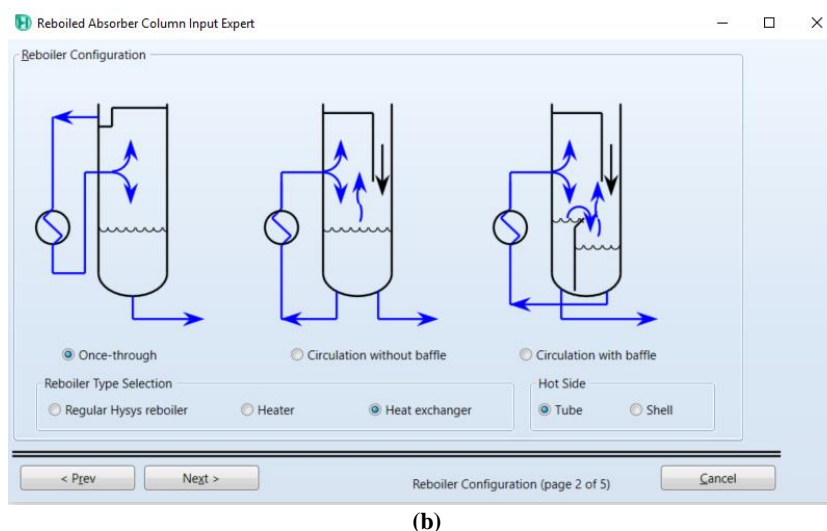 Reboiled Absorber Column Input Expert
Reboiler Configuration
Once-through
Circulation without baffle
Circulation with baffle
Reboiler Type Selection
Hot Side
Regular Hysys reboiler
Heater
Heat exchanger
Tube
Shell
< Prev
Next >
Reboiler Configuration (page 2 of 5)
Cancel
(b)